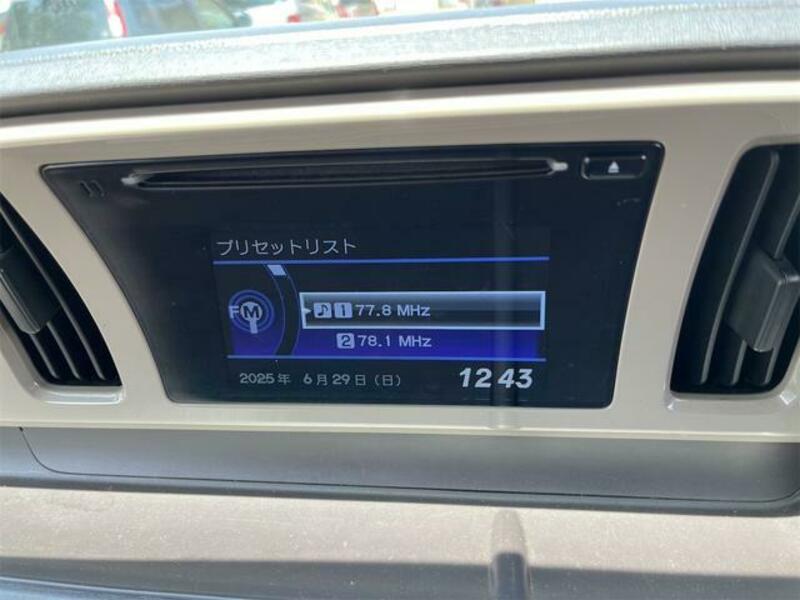 プリセットリスト
FM
1 77.8 MHz
2 78.1 MHz
2025年 6月29日（日） 12 43